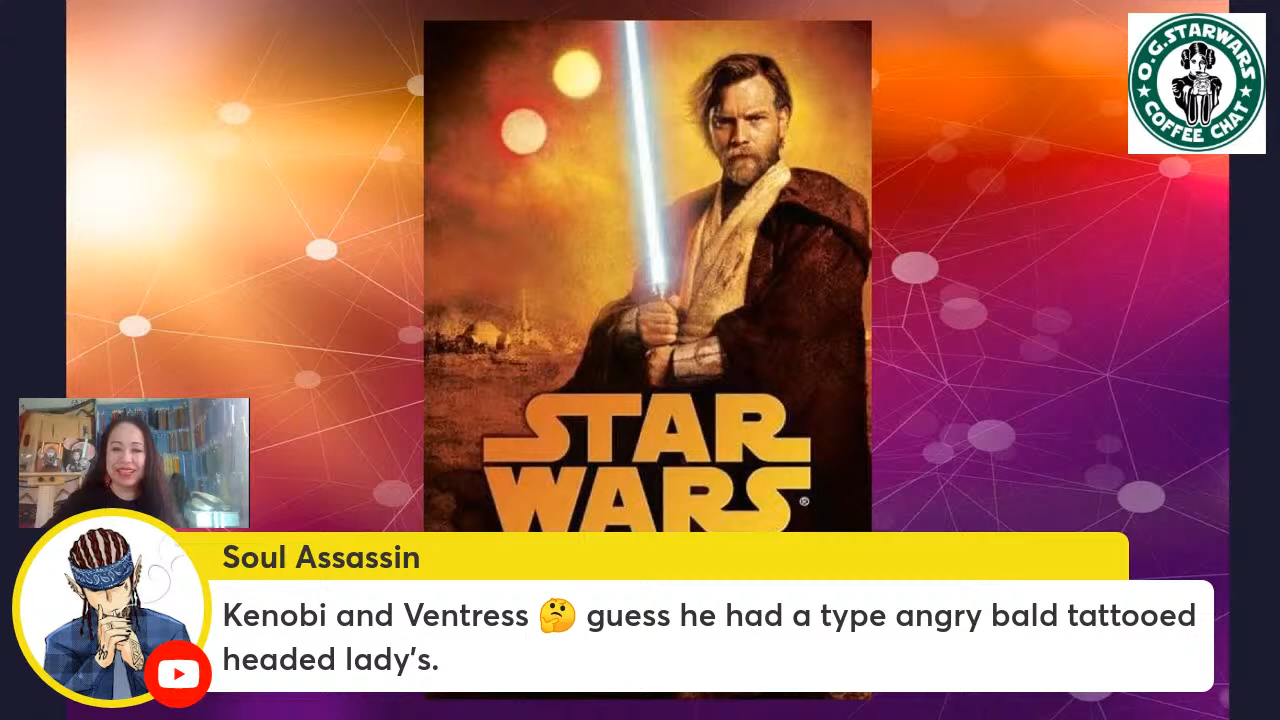 O.G.STARWARS
COFFEE CHAT
STAR
WARS®
Soul Assassin
Kenobi and Ventress 🤔 guess he had a type angry bald tattooed
headed lady's.